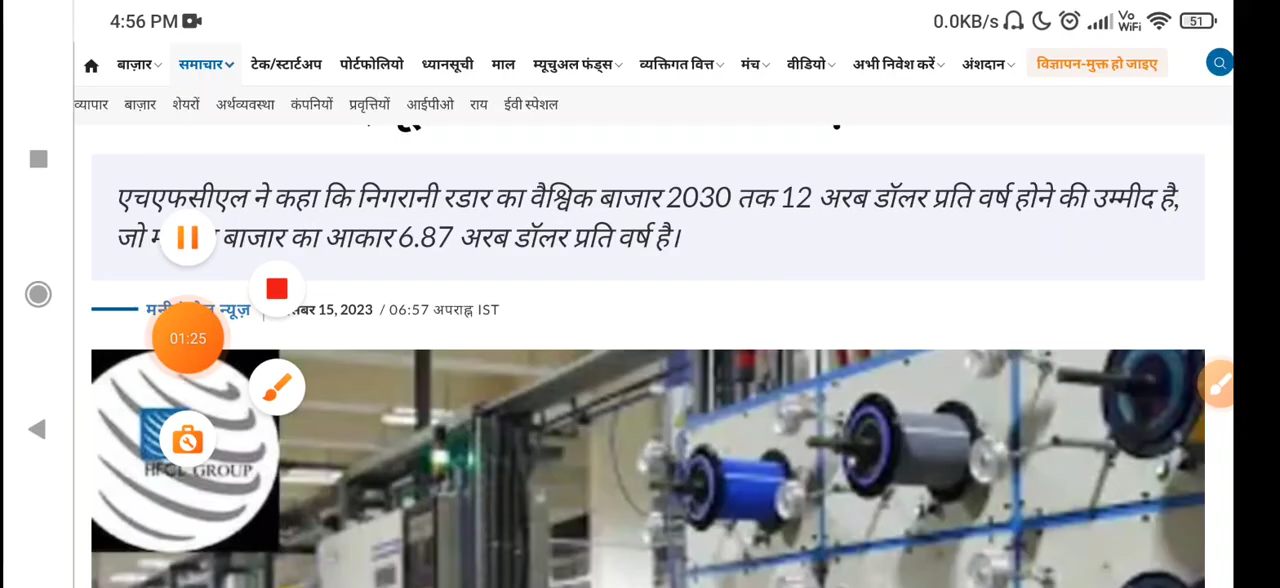 4:56 PM
0.0KB/s Vo WiFi 51
बाज़ार समाचार टेक/स्टार्टअप पोर्टफोलियो ध्यानसूची माल म्यूचुअल फंड्स व्यक्तिगत वित्त मंच वीडियो अभी निवेश करें अंशदान विज्ञापन-मुक्त हो जाइए
व्यापार बाज़ार शेयरों अर्थव्यवस्था कंपनियों प्रवृत्तियों आईपीओ राय ईवी स्पेशल
एचएफसीएल ने कहा कि निगरानी रडार का वैश्विक बाजार 2030 तक 12 अरब डॉलर प्रति वर्ष होने की उम्मीद है,
जो बाजार का आकार 6.87 अरब डॉलर प्रति वर्ष है।
न्यूज़ 15, 2023 / 06:57 अपराह्न IST
01:25
HFCL GROUP